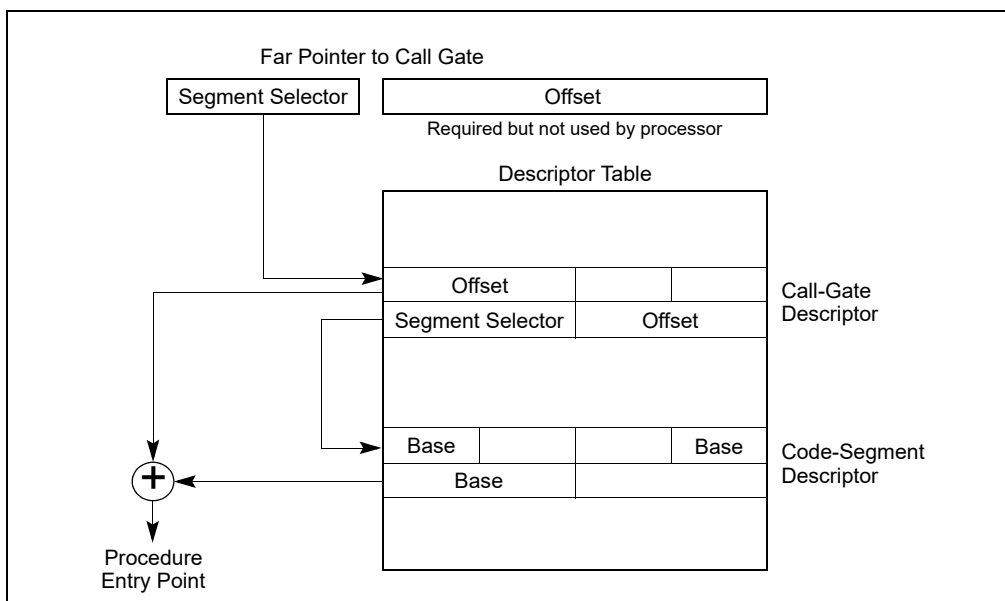 Far Pointer to Call Gate
Segment Selector
Offset
Required but not used by processor
Descriptor Table
Offset
Segment Selector
Offset
Call-Gate
Descriptor
Base
Base
Base
Code-Segment
Descriptor
+
Procedure
Entry Point